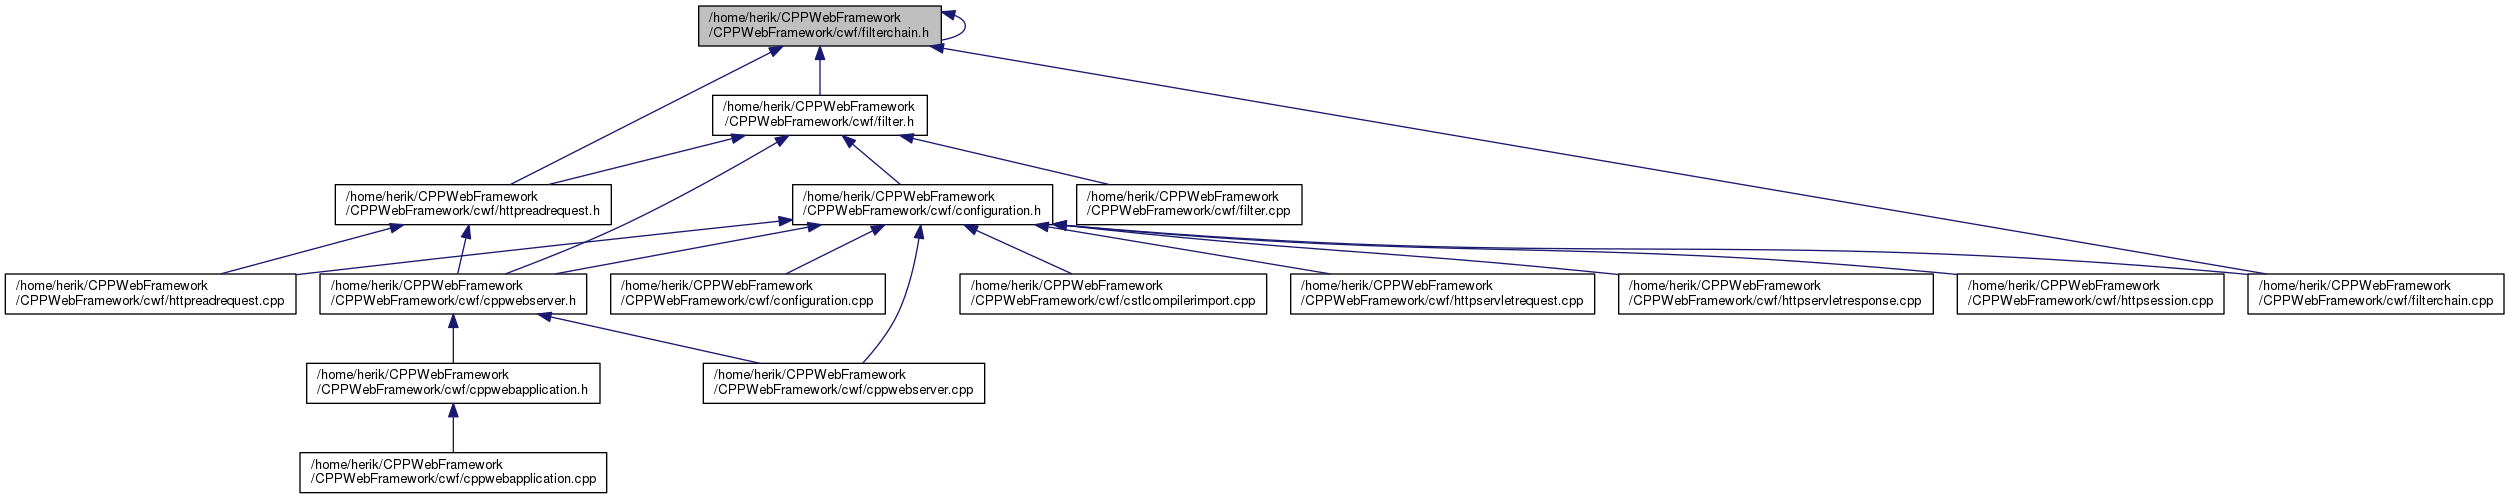 /home/herik/CPPWebFramework
/CPPWebFramework/cwf/filterchain.h
/home/herik/CPPWebFramework
/CPPWebFramework/cwf/filter.h
/home/herik/CPPWebFramework
/CPPWebFramework/cwf/httpreadrequest.h
/home/herik/CPPWebFramework
/CPPWebFramework/cwf/configuration.h
/home/herik/CPPWebFramework
/CPPWebFramework/cwf/filter.cpp
/home/herik/CPPWebFramework
/CPPWebFramework/cwf/httpreadrequest.cpp
/home/herik/CPPWebFramework
/CPPWebFramework/cwf/cppwebserver.h
/home/herik/CPPWebFramework
/CPPWebFramework/cwf/configuration.cpp
/home/herik/CPPWebFramework
/CPPWebFramework/cwf/cstlcompilerimport.cpp
/home/herik/CPPWebFramework
/CPPWebFramework/cwf/httpservletrequest.cpp
/home/herik/CPPWebFramework
/CPPWebFramework/cwf/httpservletresponse.cpp
/home/herik/CPPWebFramework
/CPPWebFramework/cwf/httpsession.cpp
/home/herik/CPPWebFramework
/CPPWebFramework/cwf/filterchain.cpp
/home/herik/CPPWebFramework
/CPPWebFramework/cwf/cppwebapplication.h
/home/herik/CPPWebFramework
/CPPWebFramework/cwf/cppwebserver.cpp
/home/herik/CPPWebFramework
/CPPWebFramework/cwf/cppwebapplication.cpp